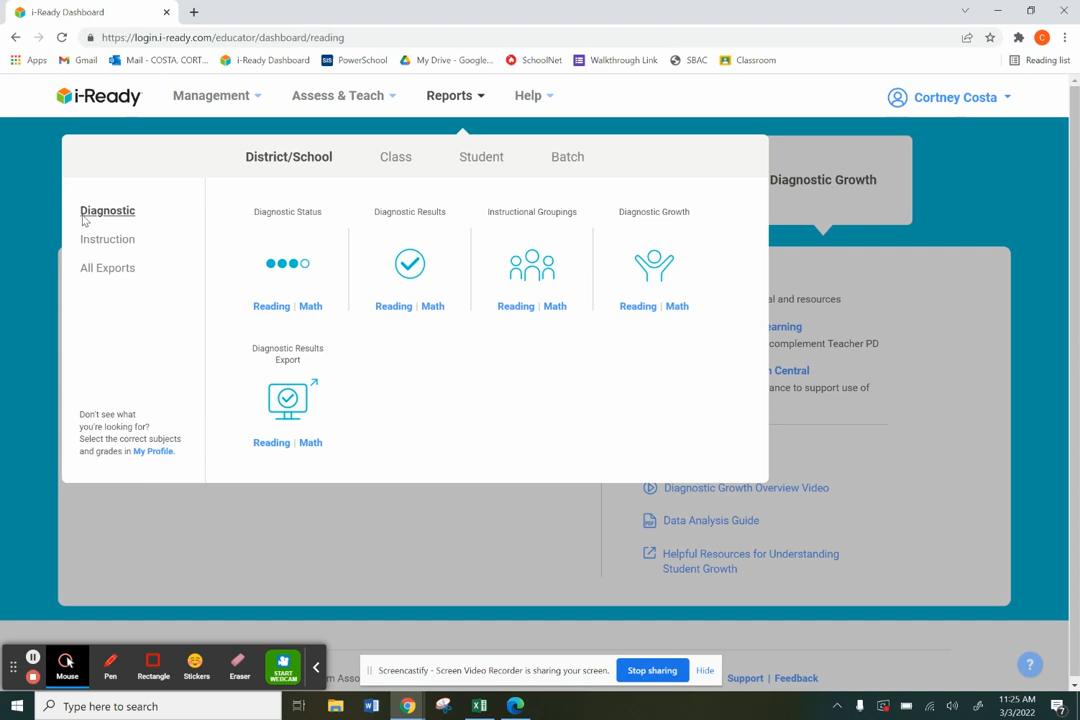 i-Ready Dashboard
https://login.i-ready.com/educator/dashboard/reading
Apps
Gmail
Mail - COSTA, CORT...
i-Ready Dashboard
SIS
PowerSchool
My Drive - Google...
SchoolNet
Walkthrough Link
SBAC
Classroom
Reading list
C
i-Ready
Management
Assess & Teach
Reports
Help
Cortney Costa
District/School
Class
Student
Batch
Diagnostic Growth
Diagnostic
Instruction
All Exports
Diagnostic Status
Diagnostic Results
Instructional Groupings
Diagnostic Growth
Reading | Math
Reading | Math
Reading | Math
Reading | Math
Diagnostic Results
Export
Reading | Math
Don't see what
you're looking for?
Select the correct subjects
and grades in My Profile.
al and resources
earning
complement Teacher PD
n Central
ance to support use of
Diagnostic Growth Overview Video
PDF
Data Analysis Guide
Helpful Resources for Understanding
Student Growth
?
Mouse
Pen
Rectangle
Stickers
Eraser
START
WEBCAM
Screencastify - Screen Video Recorder is sharing your screen.
Stop sharing
Hide
m Asso
Support | Feedback
Type here to search
11:25 AM
3/3/2022
7